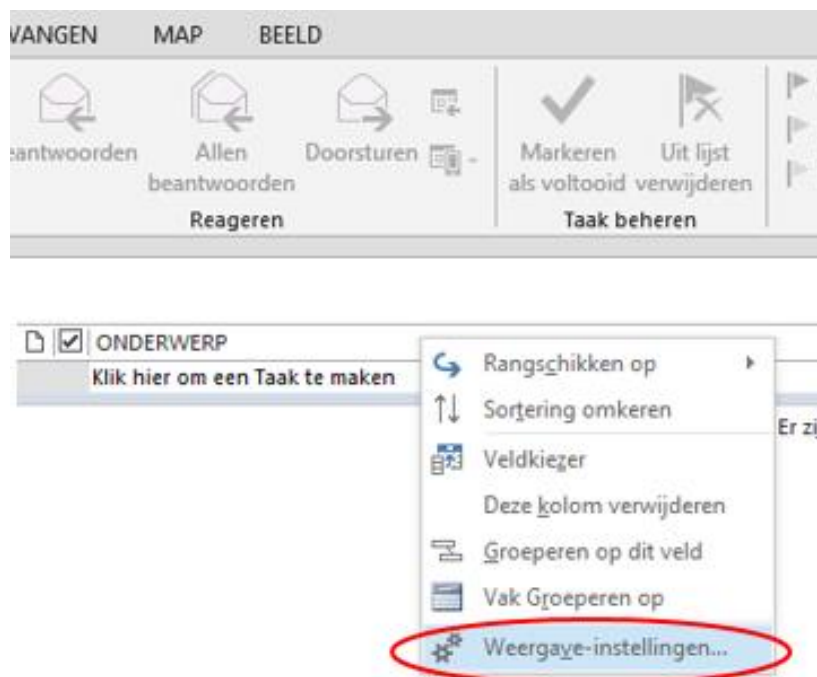 VANGEN MAP BEELD
eantwoorden Allen beantwoorden Doorsturen Markeren als voltooid Uit lijst verwijderen
Reageren Taak beheren
ONDERWERP
Klik hier om een Taak te maken
Rangschikken op
Sortering omkeren
Er zij
Veldkiezer
Deze kolom verwijderen
Groeperen op dit veld
Vak Groeperen op
Weergave-instellingen...